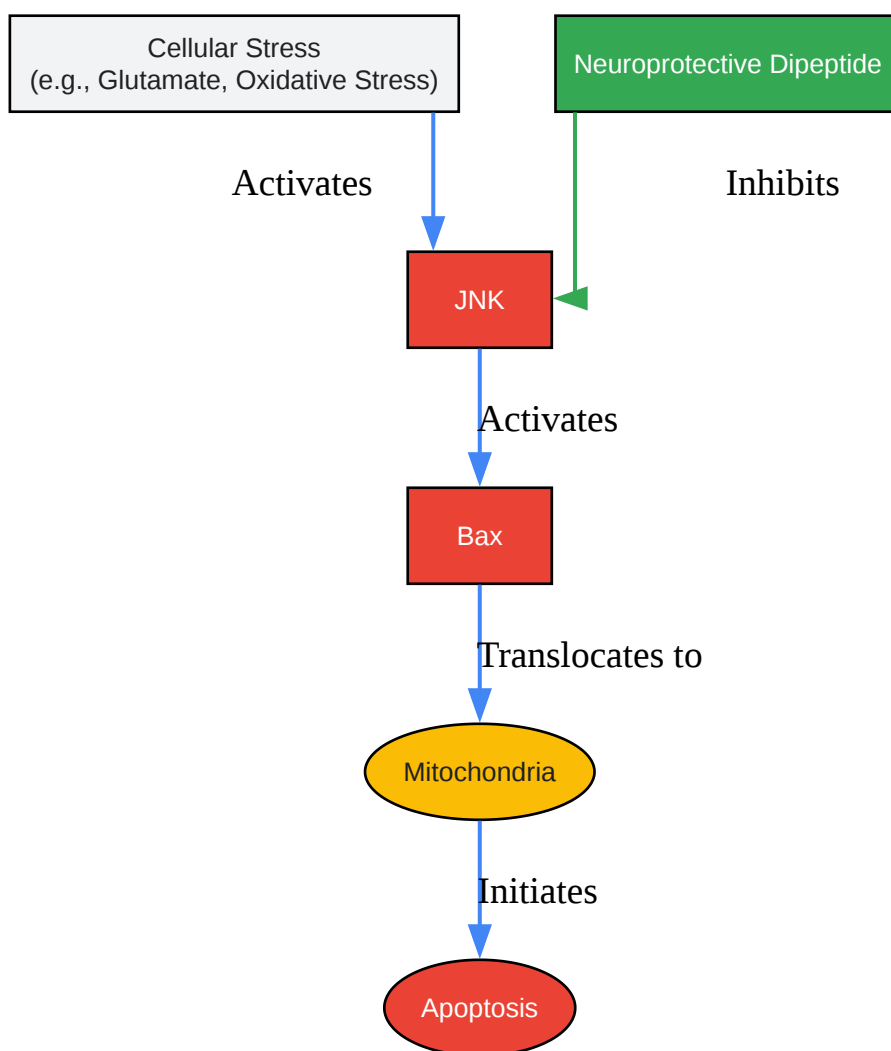 Cellular Stress
(e.g., Glutamate, Oxidative Stress)
Neuroprotective Dipeptide
Activates
Inhibits
JNK
Activates
Bax
Translocates to
Mitochondria
Initiates
Apoptosis